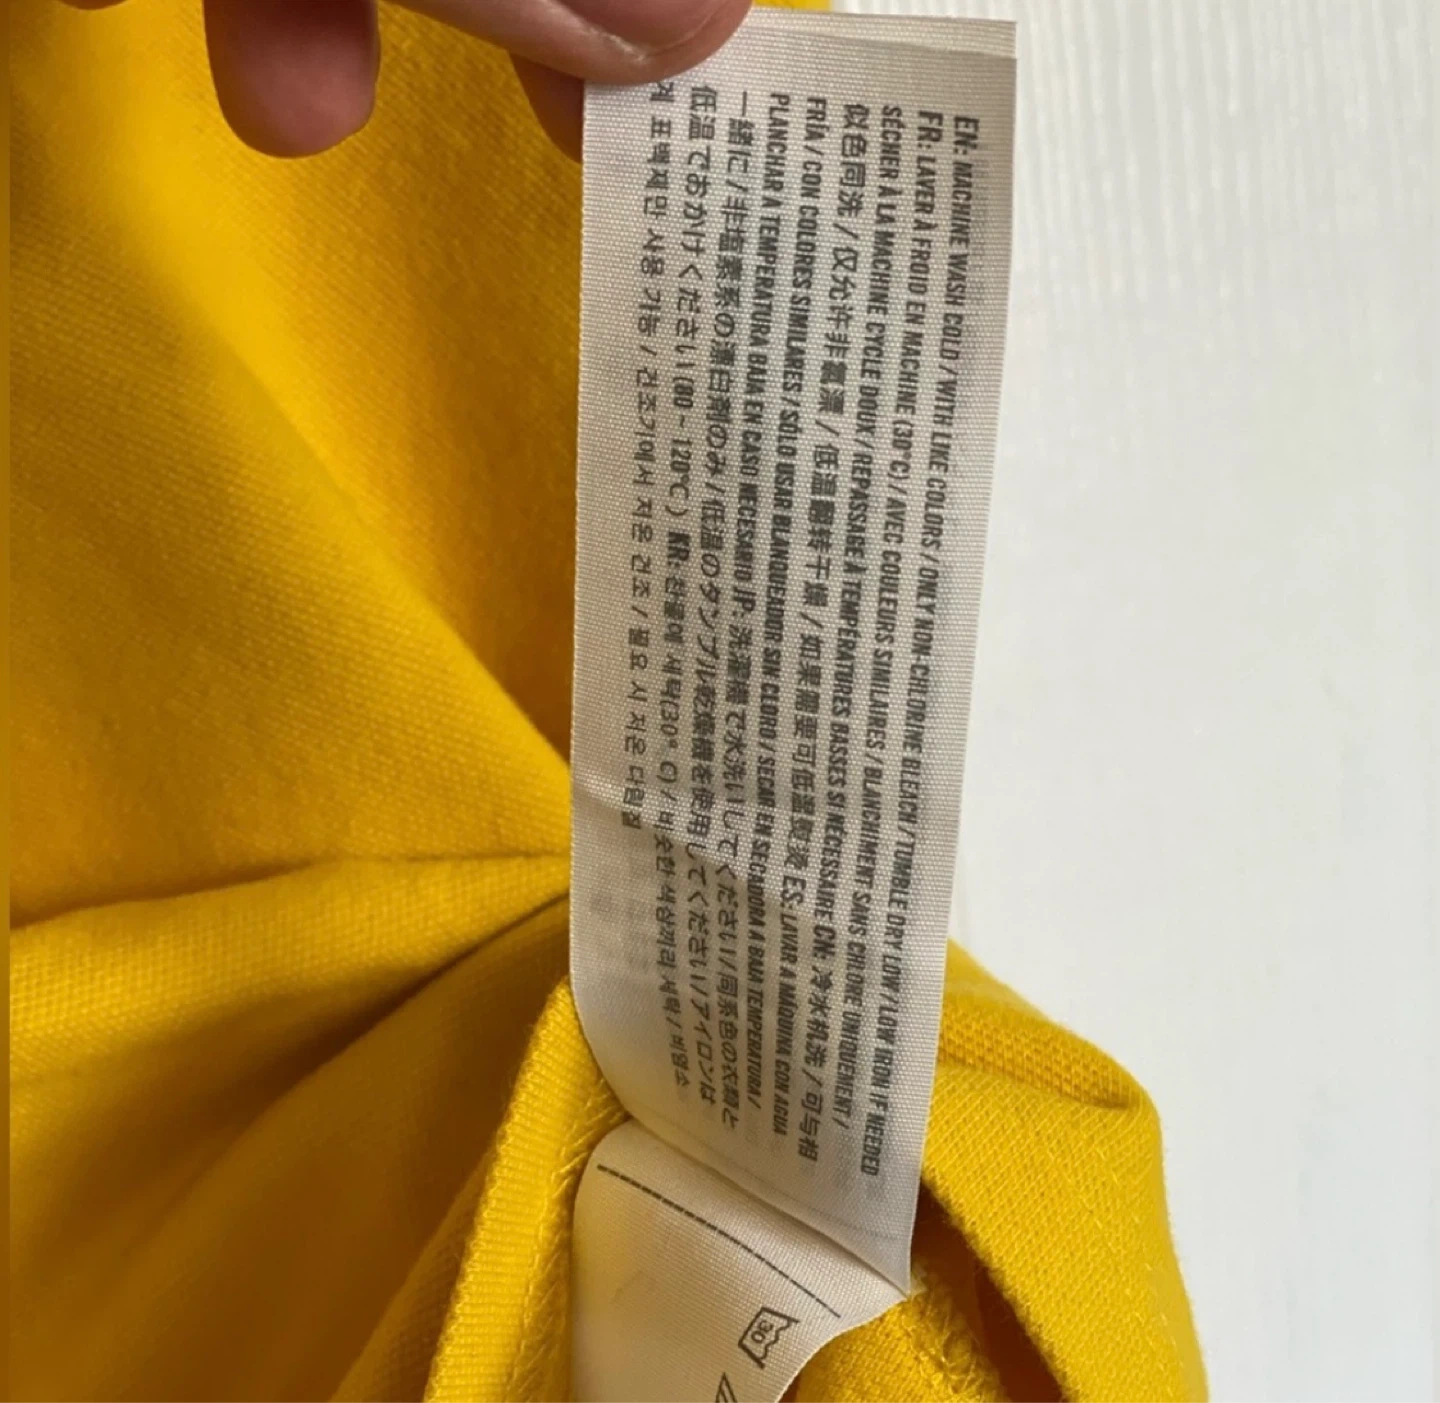 EN: MACHINE WASH COLD / WITH LIKE COLORS / ONLY NON-CHLORINE BLEACH / TUMBLE DRY LOW / LOW IRON IF NEEDED
FR: LAVER À FROID EN MACHINE (30°C) / AVEC COULEURS SIMILAIRES / BLANCHIMENT SANS CHLORE UNIQUEMENT /
SÉCHER À LA MACHINE CYCLE DOUX / REPASSAGE À TEMPÉRATURES BASSES SI NÉCESSAIRE CN: 冷水机洗 / 可与相
似色同洗 / 仅允许非氯漂 / 低温翻转干燥 / 如果需要可低温熨烫 ES: LAVAR A MÁQUINA CON AGUA
FRÍA / CON COLORES SIMILARES / SÓLO USAR BLANQUEADOR SIN CLORO / SECAR EN SECADORA A BAJA TEMPERATURA /
PLANCHAR A TEMPERATURA BAJA EN CASO NECESARIO JP: 洗濯機で水洗いしてください / 同系色の衣類と
一緒に / 非塩素系の漂白剤のみ / 低温のタンブル乾燥機を使用してください / アイロンは
低温でおかけください (80 ~ 120℃) KR: 찬물에 세탁(30° C) / 비슷한 색상끼리 세탁 / 비염소
계 표백제만 사용 가능 / 건조기에서 저온 건조 / 필요 시 저온 다림질
30